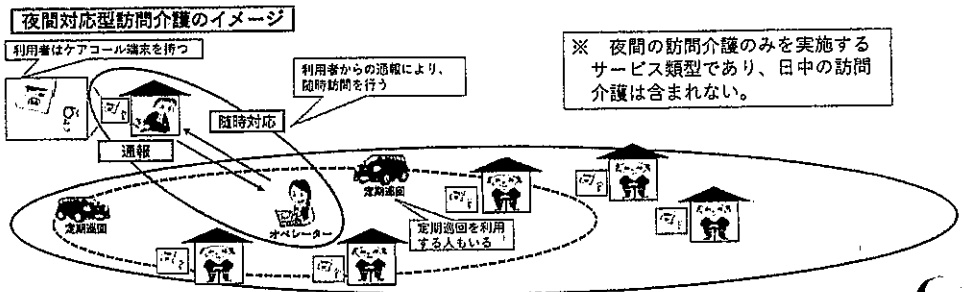 夜間対応型訪問介護のイメージ
利用者はケアコール端末を持つ
利用者からの通報により、
随時訪問を行う
※ 夜間の訪問介護のみを実施する
サービス類型であり、日中の訪問
介護は含まれない。
随時対応
通報
定期巡回
定期巡回
オペレーター
定期巡回を利用
する人もいる